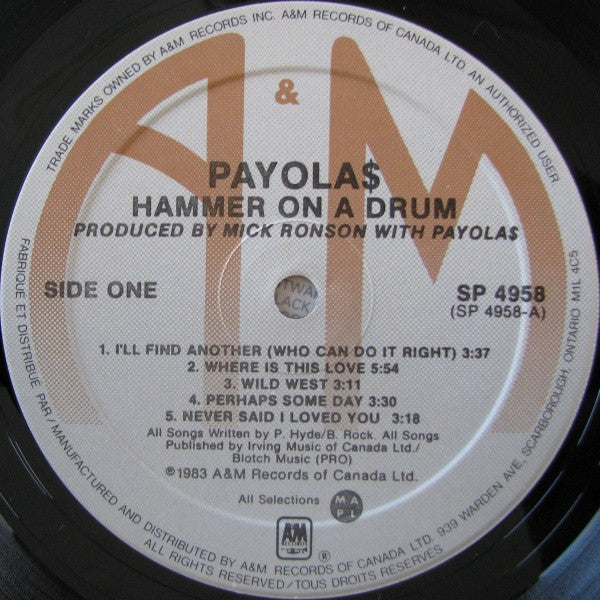 TRADE MARKS OWNED BY A&M RECORDS INC. A&M RECORDS OF CANADA LTD AN AUTHORIZED USER
&
PAYOLA$
HAMMER ON A DRUM
PRODUCED BY MICK RONSON WITH PAYOLA$
SIDE ONE
TWA
ACK
SP 4958
(SP 4958-A)
1. I'LL FIND ANOTHER (WHO CAN DO IT RIGHT) 3:37
2. WHERE IS THIS LOVE 5:54
3. WILD WEST 3:11
4. PERHAPS SOME DAY 3:30
5. NEVER SAID I LOVED YOU 3:18
All Songs Written by P. Hyde/B. Rock. All Songs
Published by Irving Music of Canada Ltd./
Blotch Music (PRO)
℗1983 A&M Records of Canada Ltd.
All Selections
M A P L
A&M
RECORDS
®
FABRIQUE ET DISTRIBUÉ PAR/MANUFACTURED AND DISTRIBUTED BY A&M RECORDS OF CANADA LTD. 939 WARDEN AVE, SCARBOROUGH, ONTARIO M1L 4C5
ALL RIGHTS RESERVED/TOUS DROITS RESERVÉS